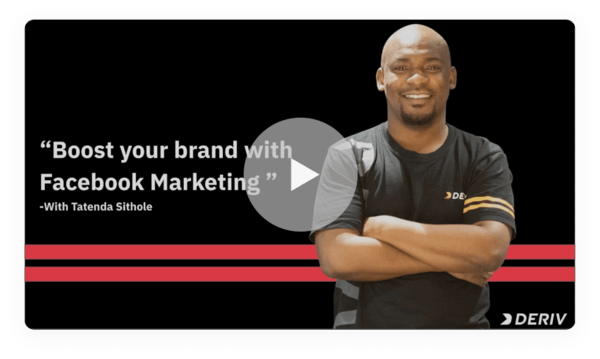 “Boost your brand with
Facebook Marketing ”
-With Tatenda Sithole
DERIV
DERIV